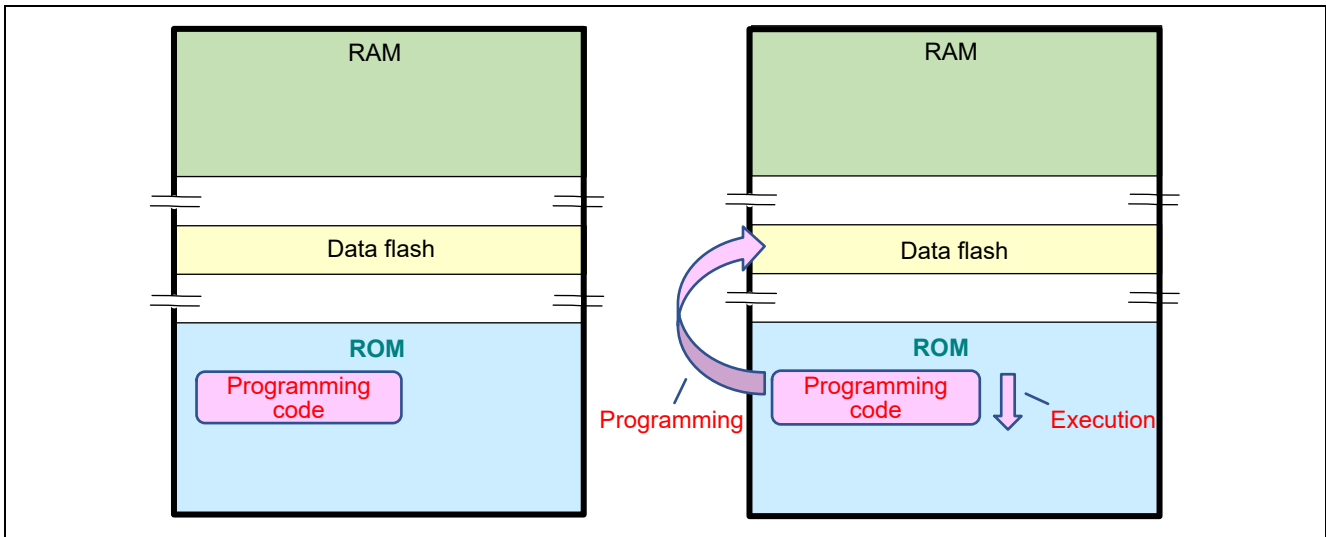 RAM
Data flash
ROM
Programming
code
RAM
Data flash
ROM
Programming
code
Programming
Execution